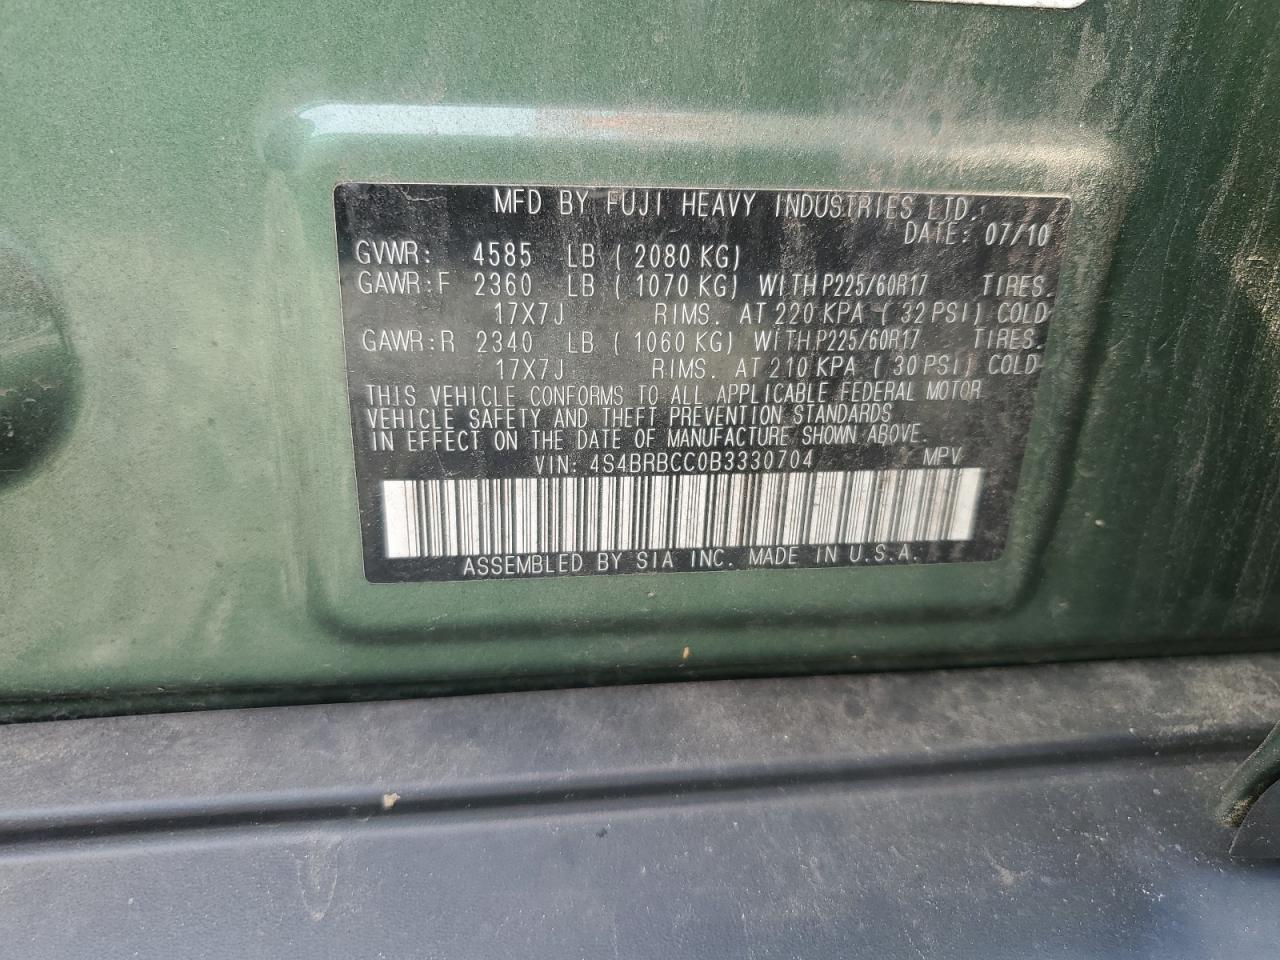 MFD BY FUJI HEAVY INDUSTRIES LTD.
DATE: 07/10
GVWR: 4585 LB ( 2080 KG)
GAWR:F 2360 LB ( 1070 KG) WITH P225/60R17 TIRES.
17X7J RIMS. AT 220 KPA ( 32 PSI) COLD
GAWR:R 2340 LB ( 1060 KG) WITH P225/60R17 TIRES.
17X7J RIMS. AT 210 KPA ( 30 PSI) COLD
THIS VEHICLE CONFORMS TO ALL APPLICABLE FEDERAL MOTOR
VEHICLE SAFETY AND THEFT PREVENTION STANDARDS
IN EFFECT ON THE DATE OF MANUFACTURE SHOWN ABOVE.
VIN: 4S4BRBCC0B3330704 MPV
ASSEMBLED BY SIA INC. MADE IN U.S.A.